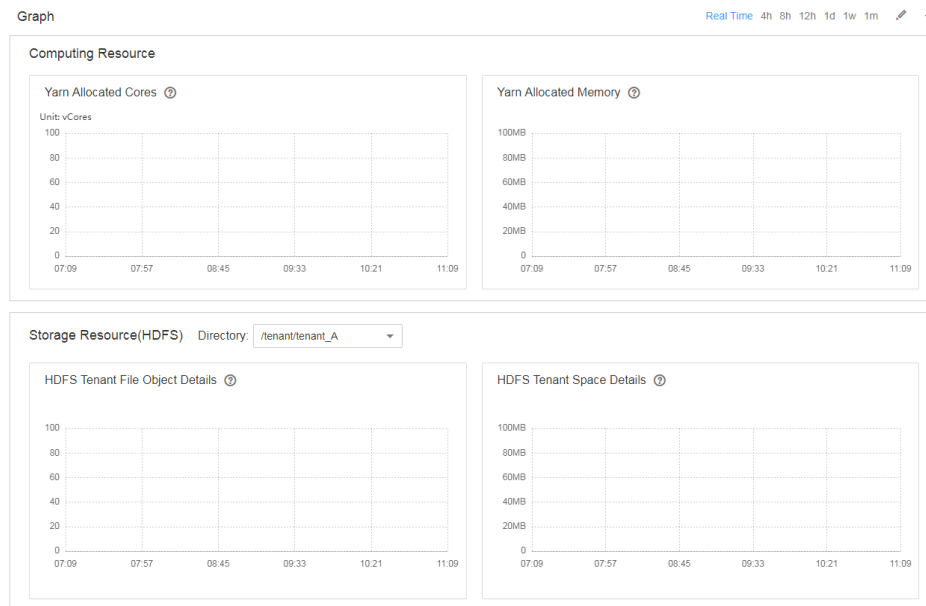 Graph
Real Time 4h 8h 12h 1d 1w 1m
Computing Resource
Yarn Allocated Cores ?
Unit: vCores
100
80
60
40
20
0
07:09 07:57 08:45 09:33 10:21 11:09
Yarn Allocated Memory ?
100MB
80MB
60MB
40MB
20MB
0
07:09 07:57 08:45 09:33 10:21 11:09
Storage Resource(HDFS) Directory: /tenant/tenant_A
HDFS Tenant File Object Details ?
100
80
60
40
20
0
07:09 07:57 08:45 09:33 10:21 11:09
HDFS Tenant Space Details ?
100MB
80MB
60MB
40MB
20MB
0
07:09 07:57 08:45 09:33 10:21 11:09